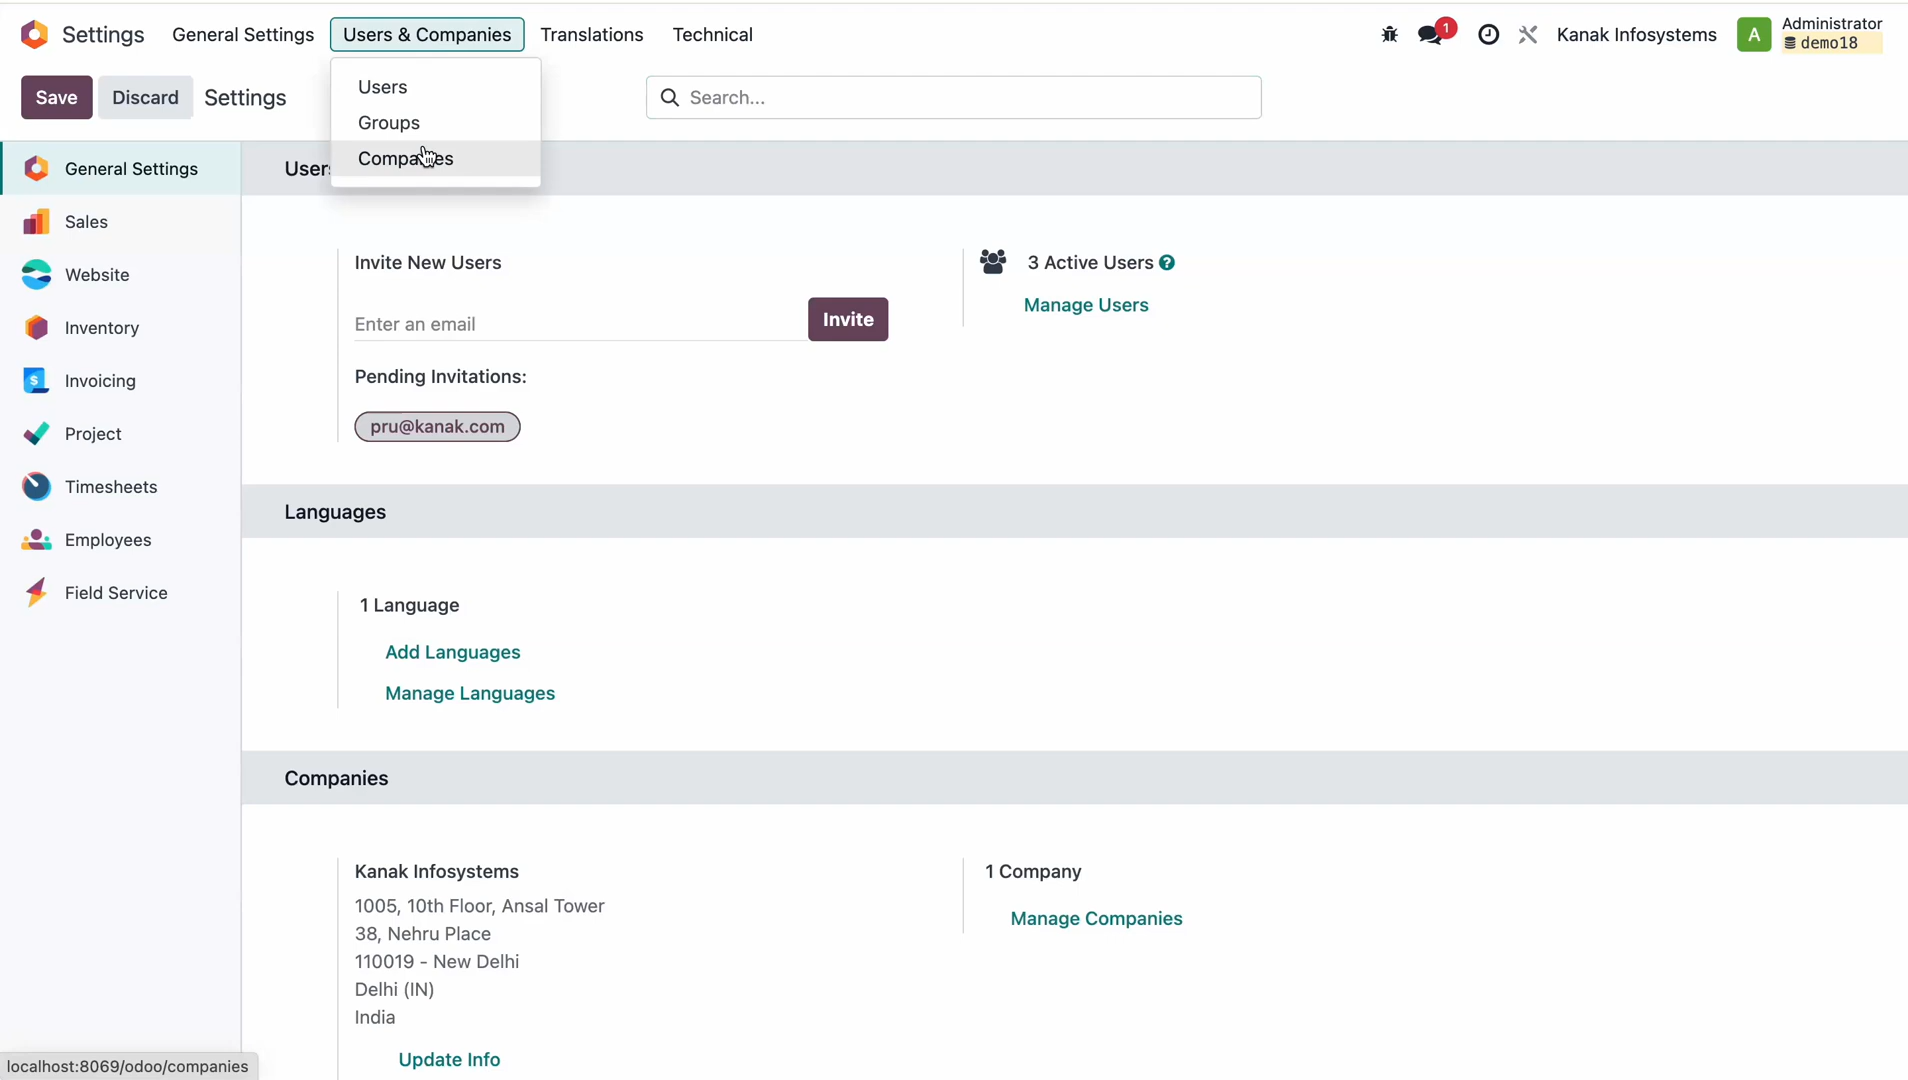 Settings General Settings Users & Companies Translations Technical 1 Kanak Infosystems A Administrator
demo18
Save Discard Settings Search...
Users
Groups
Companies
General Settings
Sales
Website
Inventory
Invoicing
Project
Timesheets
Employees
Field Service
Users
Invite New Users
Enter an email Invite
Pending Invitations:
pru@kanak.com
3 Active Users ?
Manage Users
Languages
1 Language
Add Languages
Manage Languages
Companies
Kanak Infosystems
1005, 10th Floor, Ansal Tower
38, Nehru Place
110019 - New Delhi
Delhi (IN)
India
Update Info
1 Company
Manage Companies
localhost:8069/odoo/companies